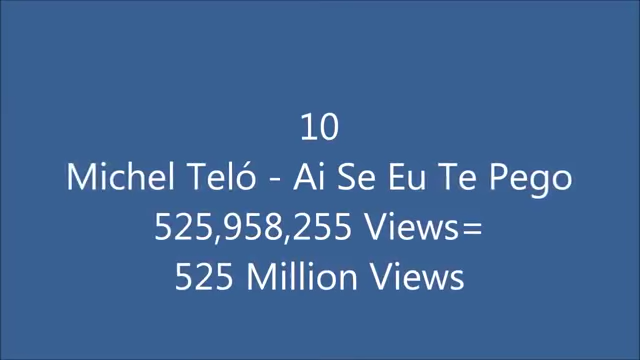 10
Michel Teló - Ai Se Eu Te Pego
525,958,255 Views=
525 Million Views